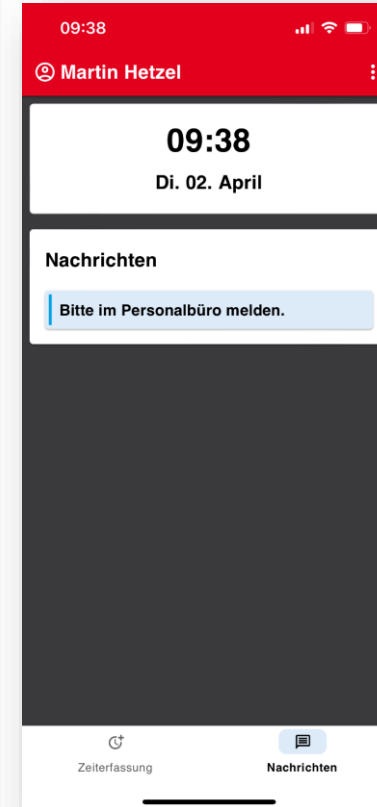 09:38
Martin Hetzel
09:38
Di. 02. April
Nachrichten
Bitte im Personalbüro melden.
Zeiterfassung
Nachrichten